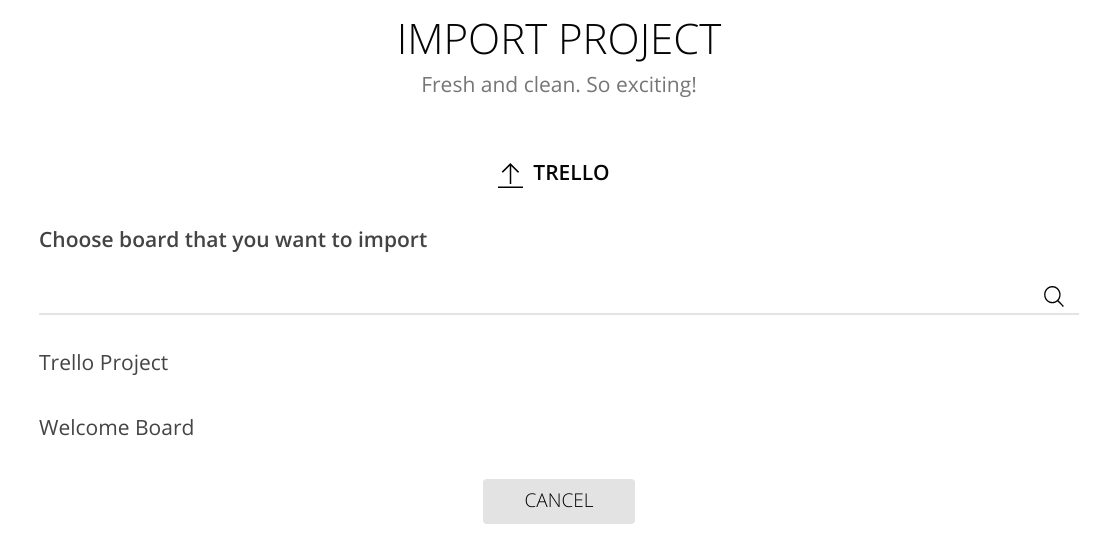 IMPORT PROJECT
Fresh and clean. So exciting!
TRELLO
Choose board that you want to import
Trello Project
Welcome Board
CANCEL